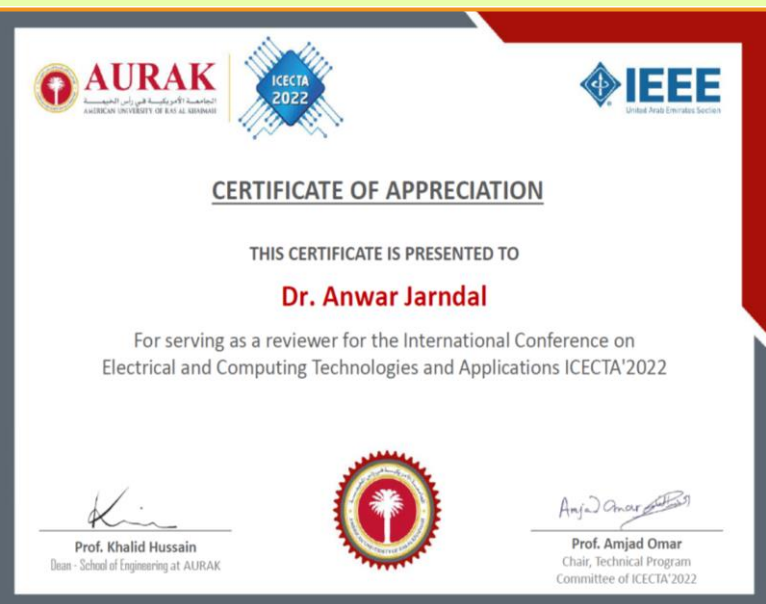 AURAK
الجامعة الأمريكية في رأس الخيمة
AMERICAN UNIVERSITY OF RAS AL KHAIMAH
ICECTA
2022
IEEE
United Arab Emirates Section
CERTIFICATE OF APPRECIATION
THIS CERTIFICATE IS PRESENTED TO
Dr. Anwar Jarndal
For serving as a reviewer for the International Conference on
Electrical and Computing Technologies and Applications ICECTA'2022
Amjad Omar
Prof. Khalid Hussain
Dean - School of Engineering at AURAK
Prof. Amjad Omar
Chair, Technical Program
Committee of ICECTA'2022